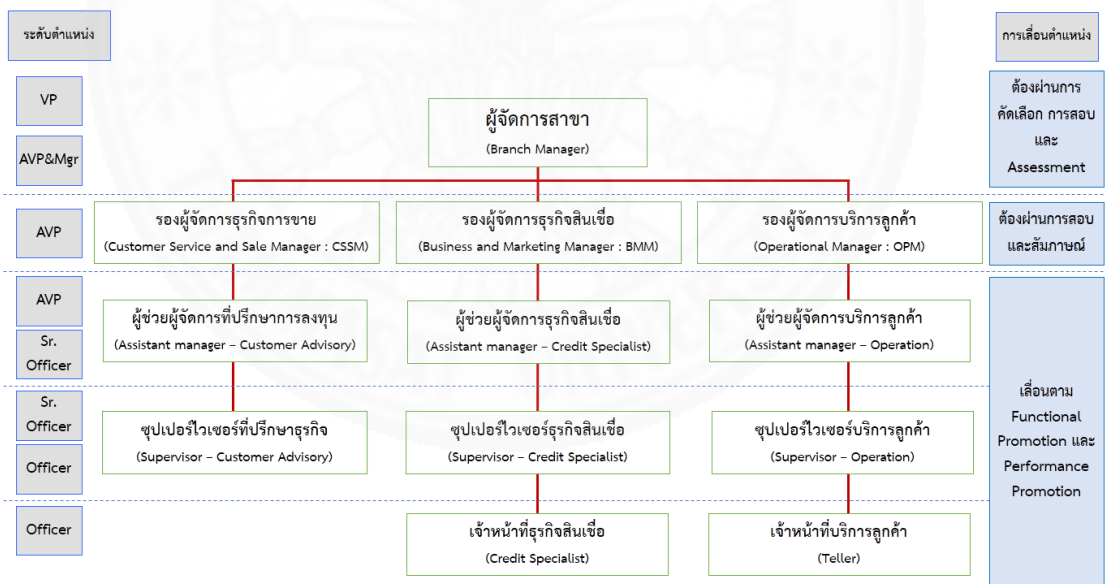 ระดับตำแหน่ง
การเลื่อนตำแหน่ง
VP
AVP&Mgr
ผู้จัดการสาขา
(Branch Manager)
ต้องผ่านการ
คัดเลือก การสอบ
และ
Assessment
AVP
รองผู้จัดการธุรกิจการขาย
(Customer Service and Sale Manager : CSSM)
รองผู้จัดการธุรกิจสินเชื่อ
(Business and Marketing Manager : BMM)
รองผู้จัดการบริการลูกค้า
(Operational Manager : OPM)
ต้องผ่านการสอบ
และสัมภาษณ์
AVP
Sr.
Officer
ผู้ช่วยผู้จัดการที่ปรึกษาการลงทุน
(Assistant manager – Customer Advisory)
ผู้ช่วยผู้จัดการธุรกิจสินเชื่อ
(Assistant manager – Credit Specialist)
ผู้ช่วยผู้จัดการบริการลูกค้า
(Assistant manager – Operation)
Sr.
Officer
Officer
ซุปเปอร์ไวเซอร์ที่ปรึกษาธุรกิจ
(Supervisor – Customer Advisory)
ซุปเปอร์ไวเซอร์ธุรกิจสินเชื่อ
(Supervisor – Credit Specialist)
ซุปเปอร์ไวเซอร์บริการลูกค้า
(Supervisor – Operation)
เลื่อนตาม
Functional
Promotion และ
Performance
Promotion
Officer
เจ้าหน้าที่ธุรกิจสินเชื่อ
(Credit Specialist)
เจ้าหน้าที่บริการลูกค้า
(Teller)